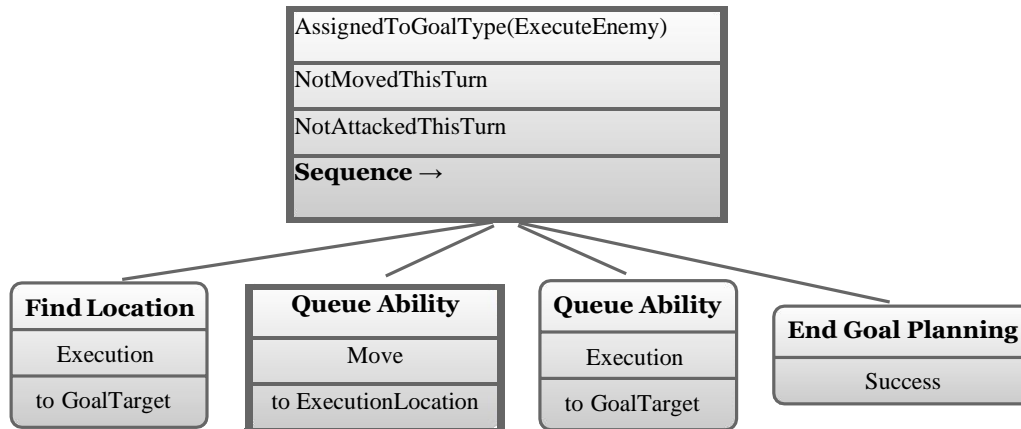 AssignedToGoalType(ExecuteEnemy)
NotMovedThisTurn
NotAttackedThisTurn
Sequence →
Find Location
Execution
to GoalTarget
Queue Ability
Move
to ExecutionLocation
Queue Ability
Execution
to GoalTarget
End Goal Planning
Success